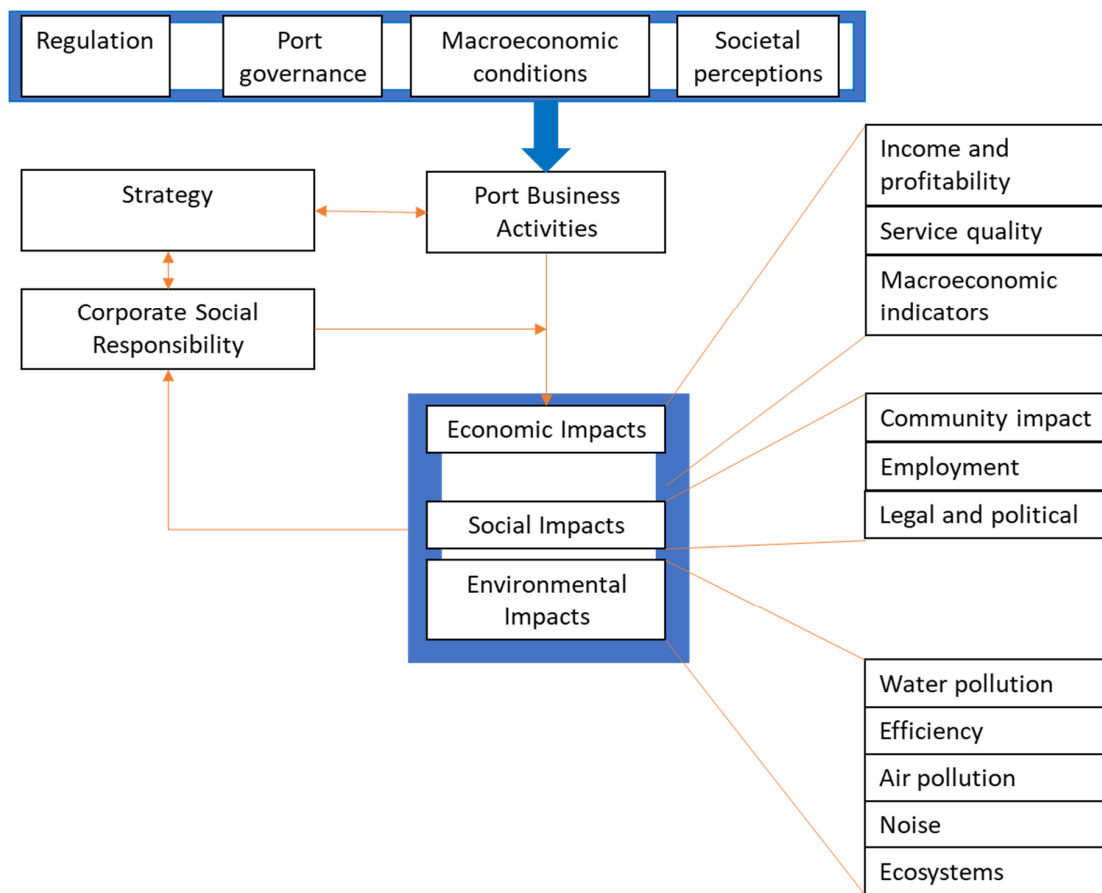 Regulation
Port
governance
Macroeconomic
conditions
Societal
perceptions
Strategy
Port Business
Activities
Corporate Social
Responsibility
Economic Impacts
Social Impacts
Environmental
Impacts
Income and
profitability
Service quality
Macroeconomic
indicators
Community impact
Employment
Legal and political
Water pollution
Efficiency
Air pollution
Noise
Ecosystems